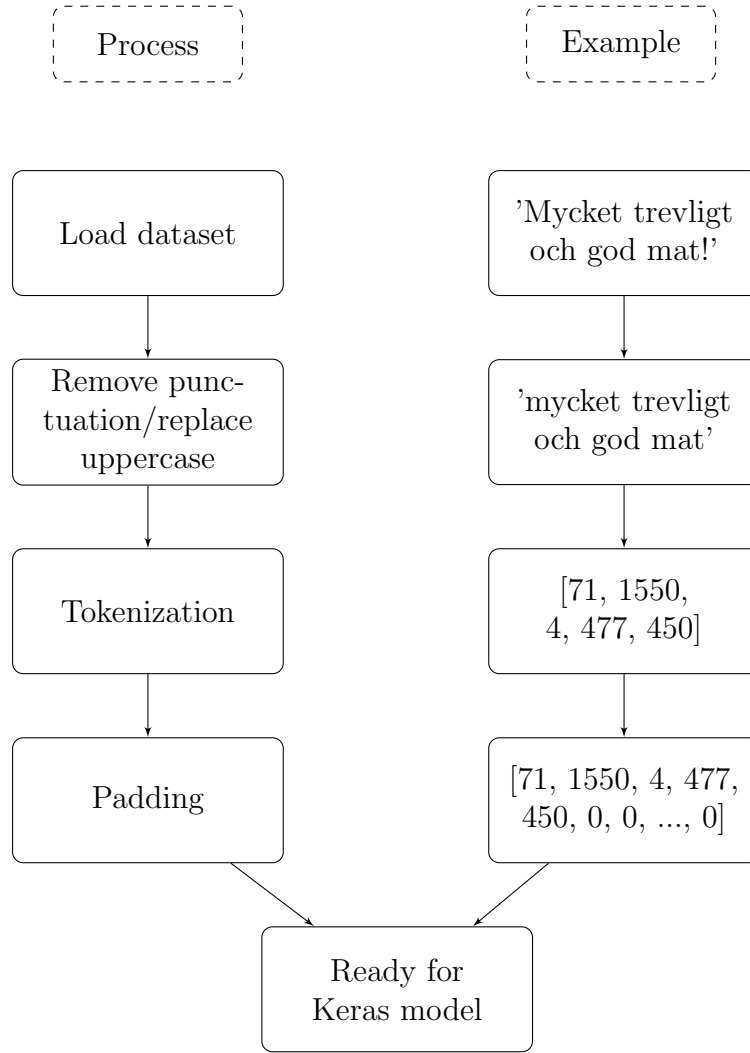 Process
Example
Load dataset
’Mycket trevligt
och god mat!’
Remove punc-
tuation/replace
uppercase
’mycket trevligt
och god mat’
Tokenization
[71, 1550,
4, 477, 450]
Padding
[71, 1550, 4, 477,
450, 0, 0, ..., 0]
Ready for
Keras model